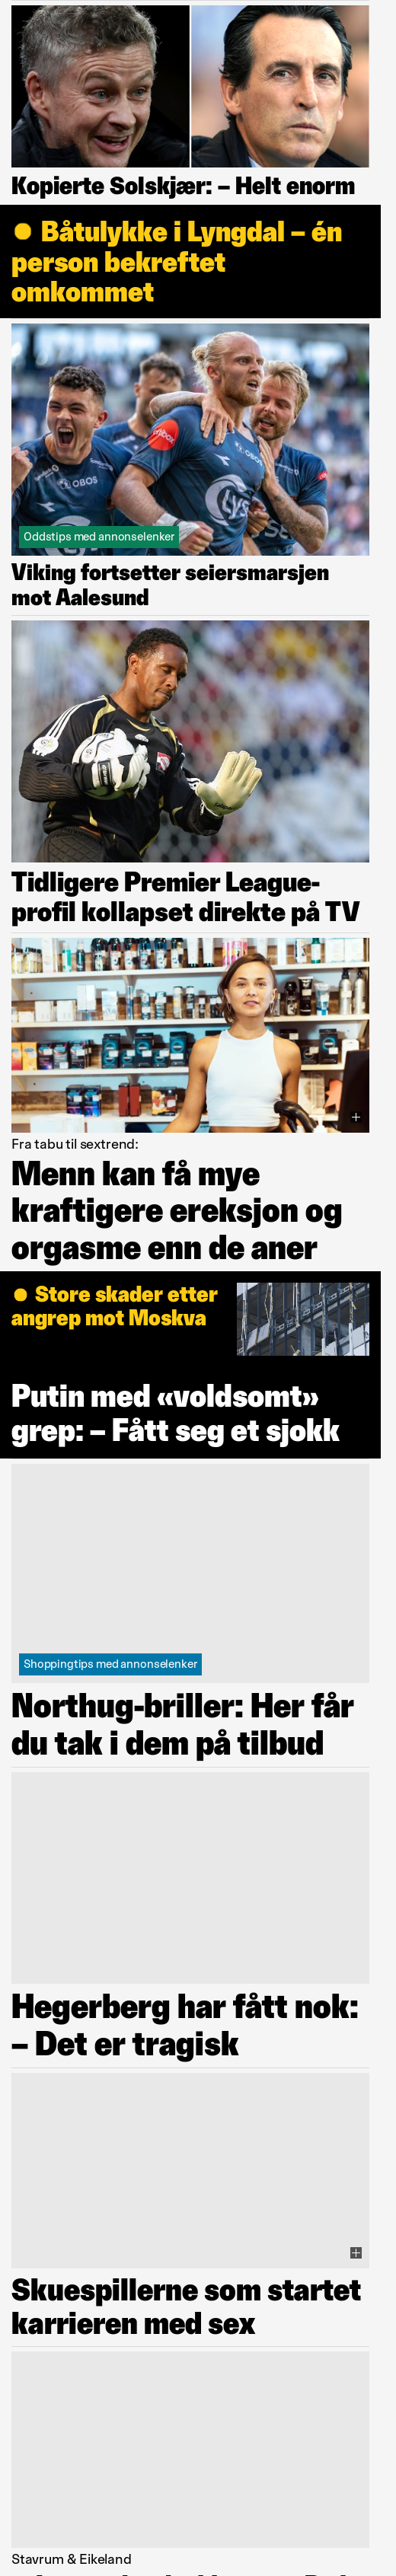 Kopierte Solskjær: – Helt enorm
Båtulykke i Lyngdal – én
person bekreftet
omkommet
OBOS
OBOS
Oddstips med annonselenker
Viking fortsetter seiersmarsjen
mot Aalesund
Tidligere Premier League-
profil kollapset direkte på TV
Fra tabu til sextrend:
Menn kan få mye
kraftigere ereksjon og
orgasme enn de aner
Store skader etter
angrep mot Moskva
Putin med «voldsomt»
grep: – Fått seg et sjokk
Shoppingtips med annonselenker
Northug-briller: Her får
du tak i dem på tilbud
Hegerberg har fått nok:
– Det er tragisk
Skuespillerne som startet
karrieren med sex
Stavrum & Eikeland